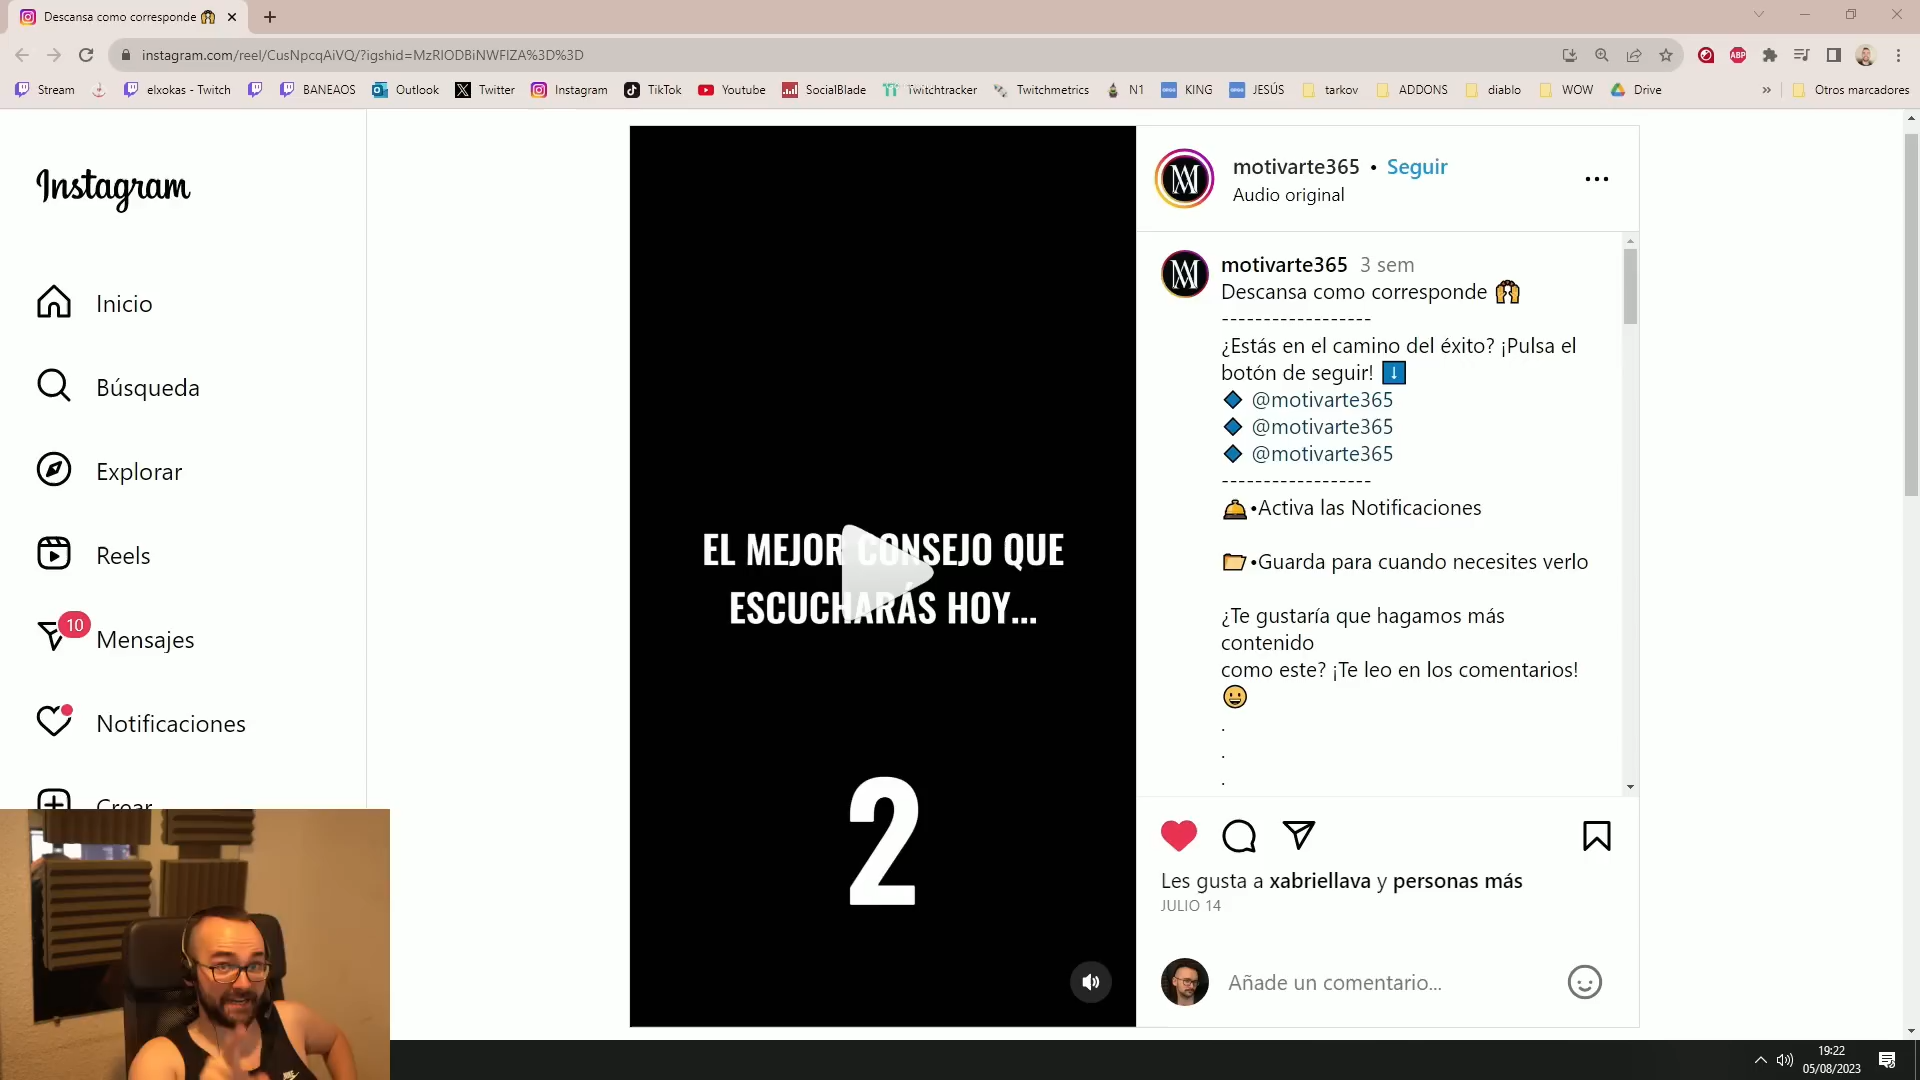 Descansa como corresponde 🙌
instagram.com/reel/CusNpcqAiVQ/?igshid=MzRlODBiNWFlZA%3D%3D
ABP
Stream
elxokas - Twitch
BANEAOS
Outlook
Twitter
Instagram
TikTok
Youtube
SocialBlade
Twitchtracker
Twitchmetrics
N1
KING
JESÚS
tarkov
ADDONS
diablo
WOW
Drive
»
Otros marcadores
Instagram
Inicio
Búsqueda
Explorar
Reels
10
Mensajes
Notificaciones
Crear
EL MEJOR CONSEJO QUE
ESCUCHARÁS HOY...
2
motivarte365 • Seguir
Audio original
motivarte365 3 sem
Descansa como corresponde 🙌
------------------
¿Estás en el camino del éxito? ¡Pulsa el
botón de seguir! ⬇️
🔷 @motivarte365
🔷 @motivarte365
🔷 @motivarte365
------------------
🛎️•Activa las Notificaciones
📂•Guarda para cuando necesites verlo
¿Te gustaría que hagamos más
contenido
como este? ¡Te leo en los comentarios!
😀
.
.
.
Les gusta a xabriellava y personas más
JULIO 14
Añade un comentario...
19:22
05/08/2023